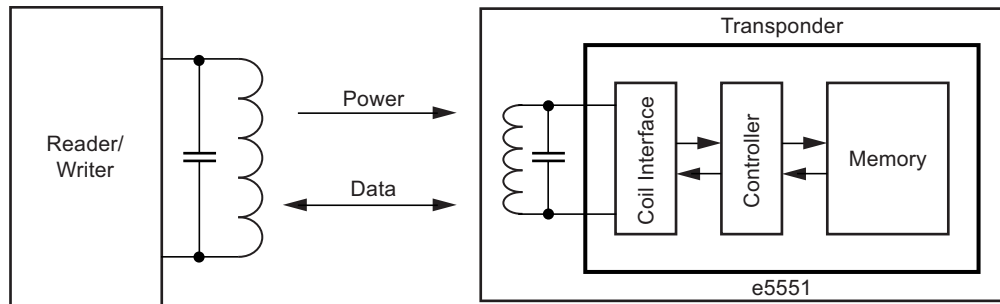 Transponder
Reader/
Writer
Power
Data
Coil Interface
Controller
Memory
e5551